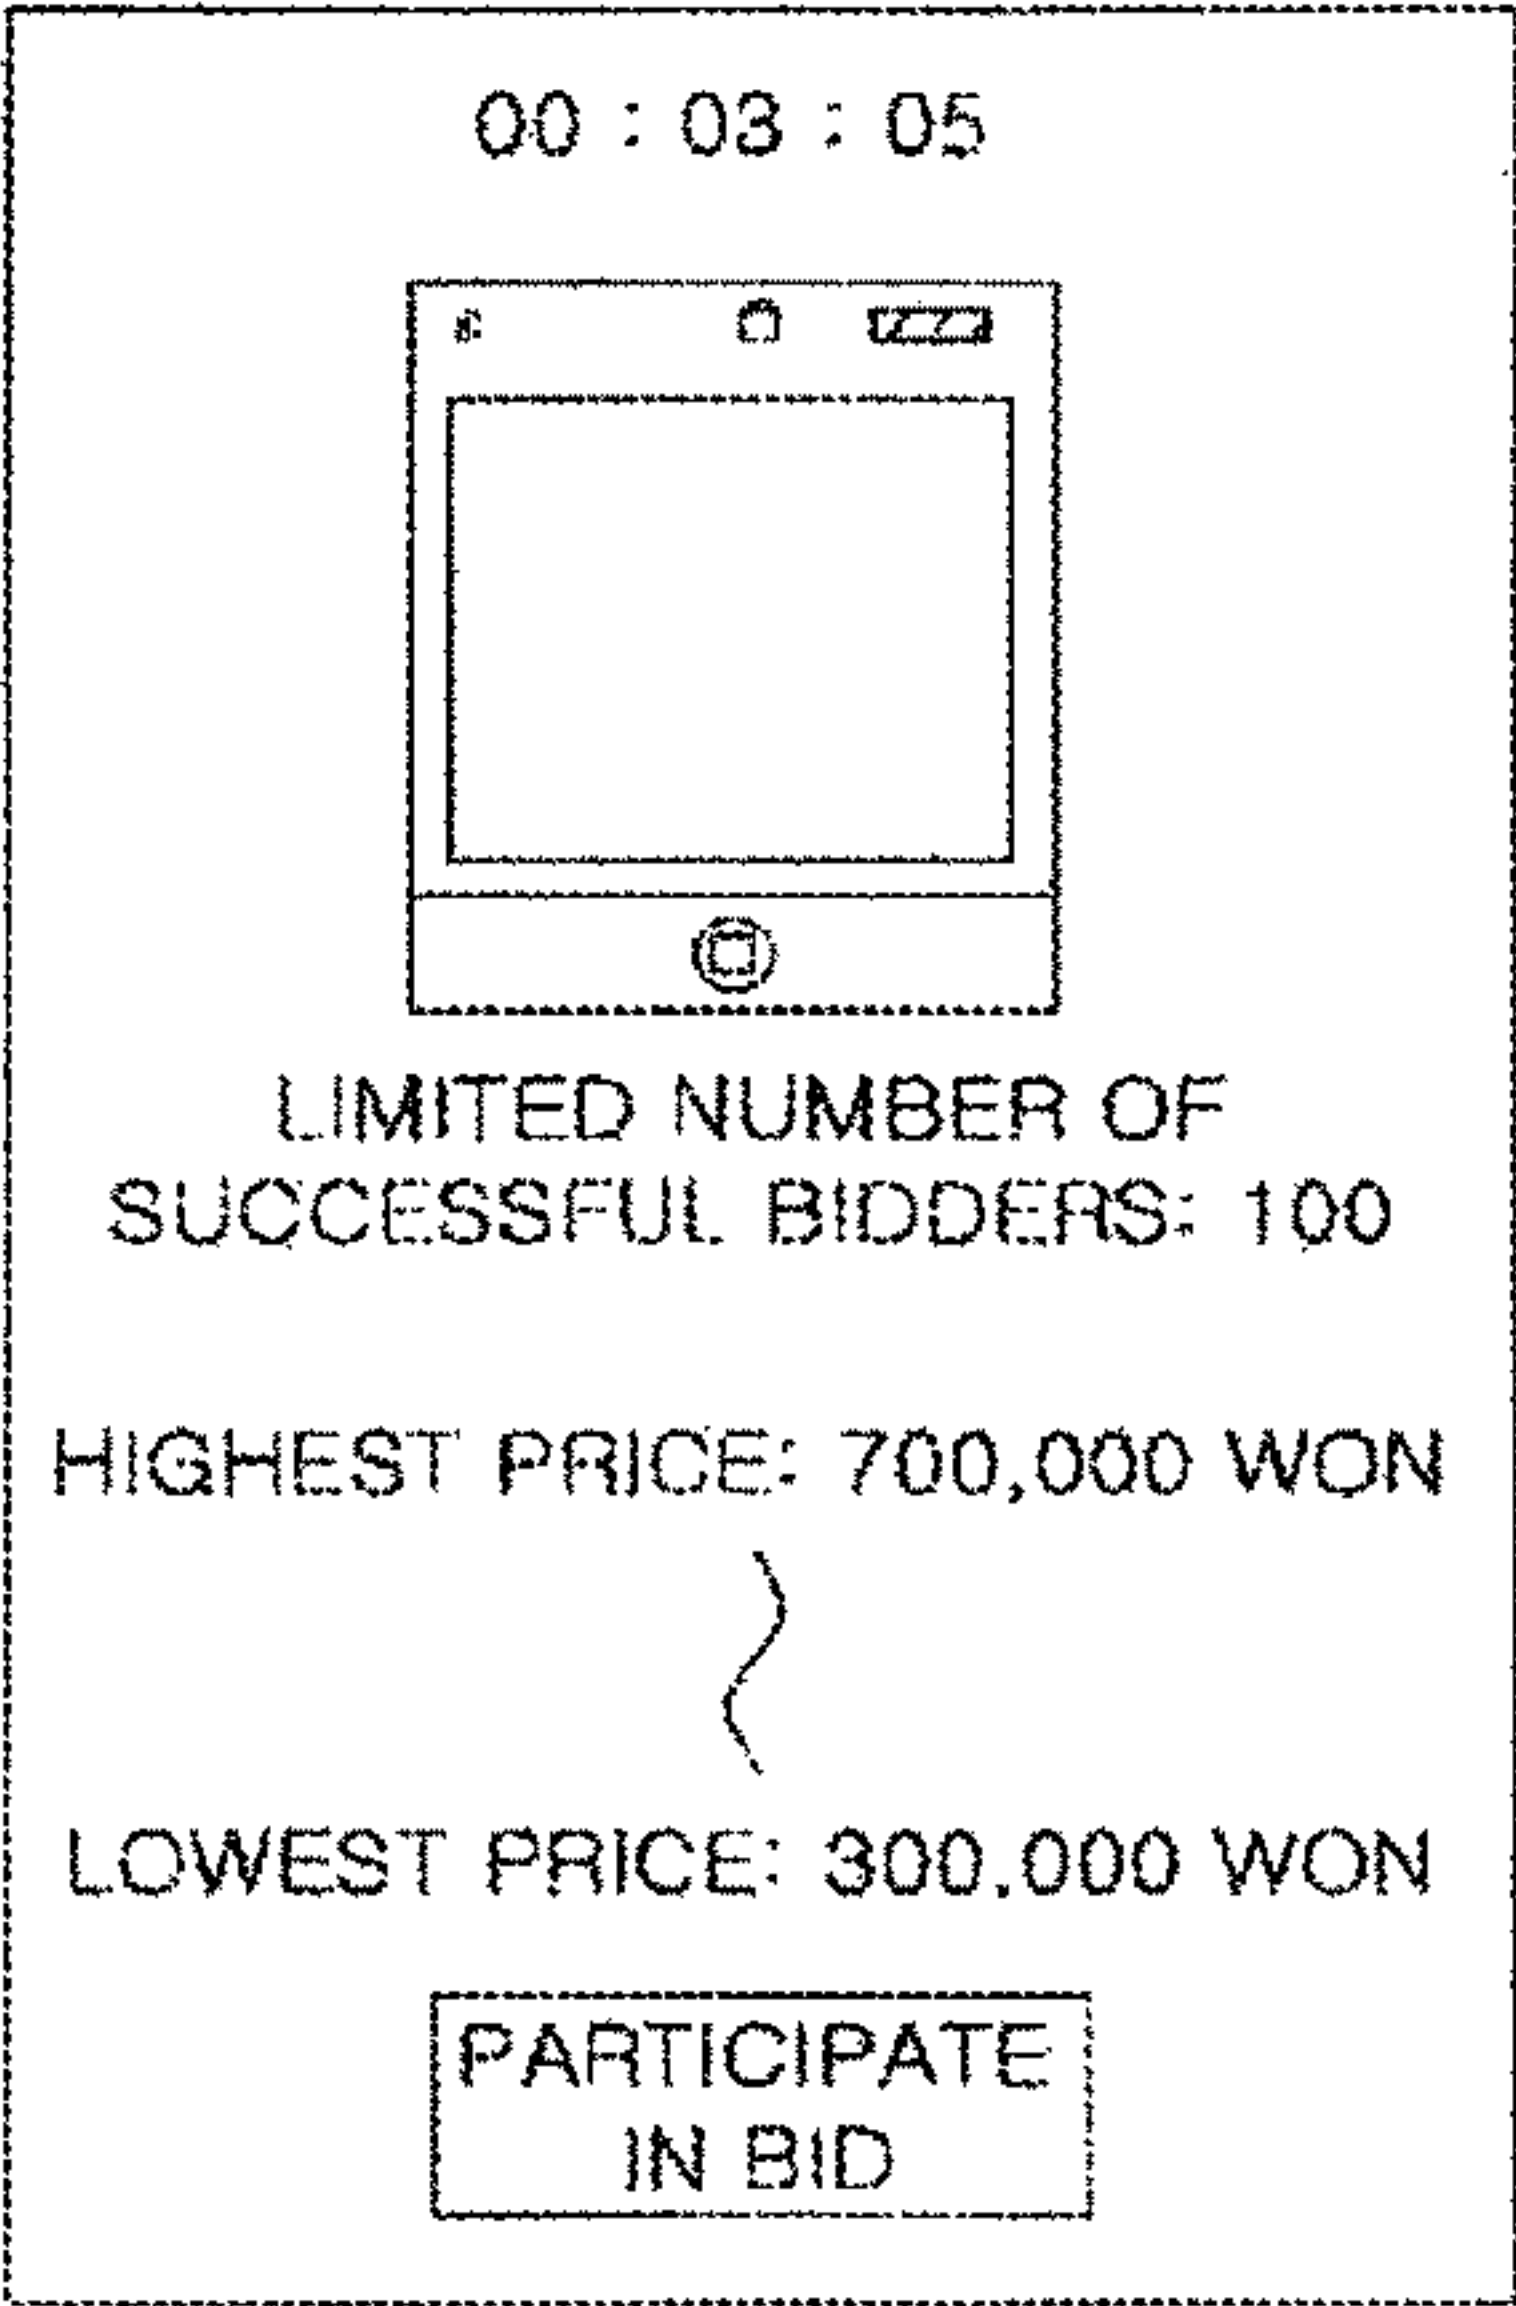 00 : 03 : 05
LIMITED NUMBER OF
SUCCESSFUL BIDDERS: 100
HIGHEST PRICE: 700,000 WON
LOWEST PRICE: 300,000 WON
PARTICIPATE
IN BID